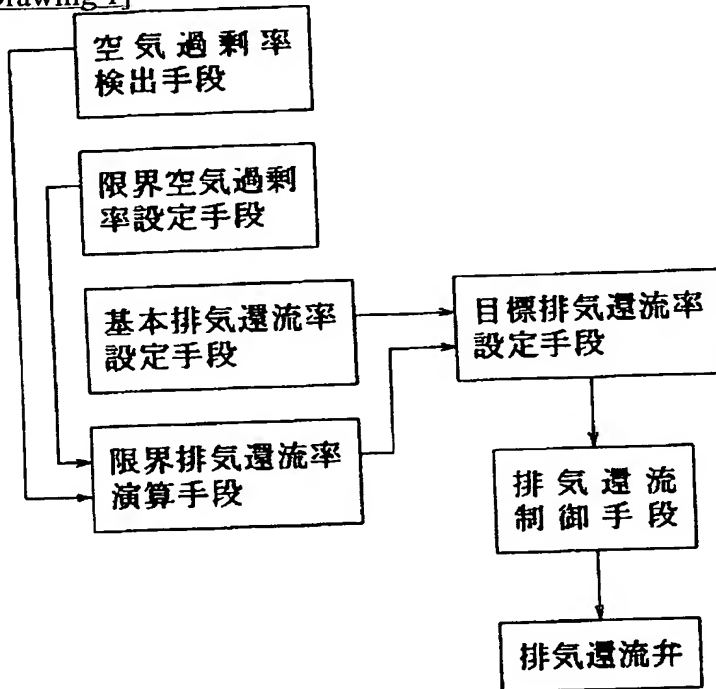 Drawing 1]
空気過剰率
検出手段
限界空気過剰
率設定手段
基本排気還流率
設定手段
目標排気還流率
設定手段
限界排気還流率
演算手段
排気還流
制御手段
排気還流弁